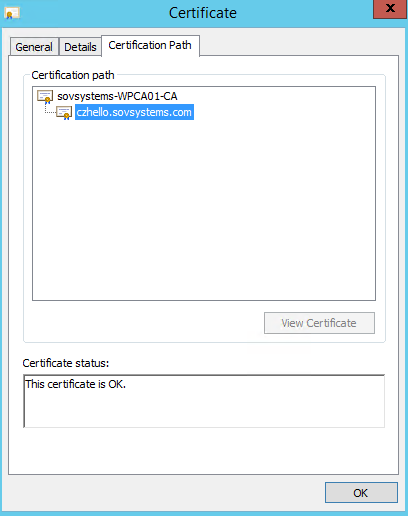 Certificate
X
General Details Certification Path
Certification path
sovsystems-WPCA01-CA
czhello.sovsystems.com
View Certificate
Certificate status:
This certificate is OK.
OK